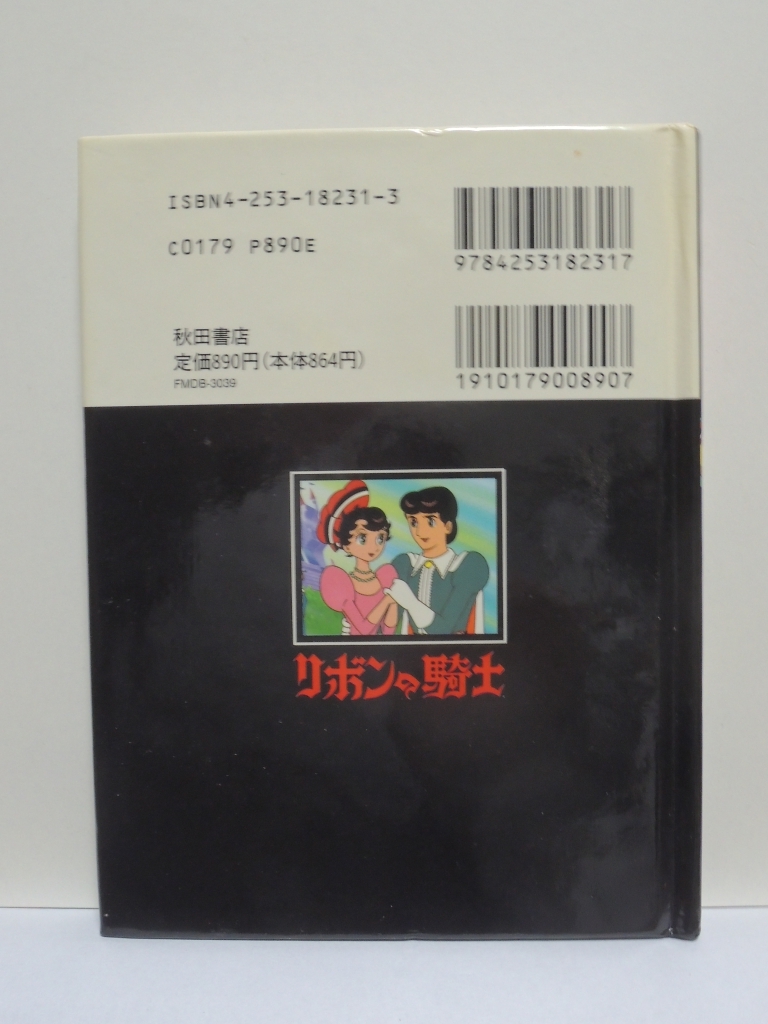 ISBN4-253-18231-3
C0179 P890E
9784253182317
秋田書店
定価890円(本体864円)
FMDB-3039
1910179008907
リボンの騎士